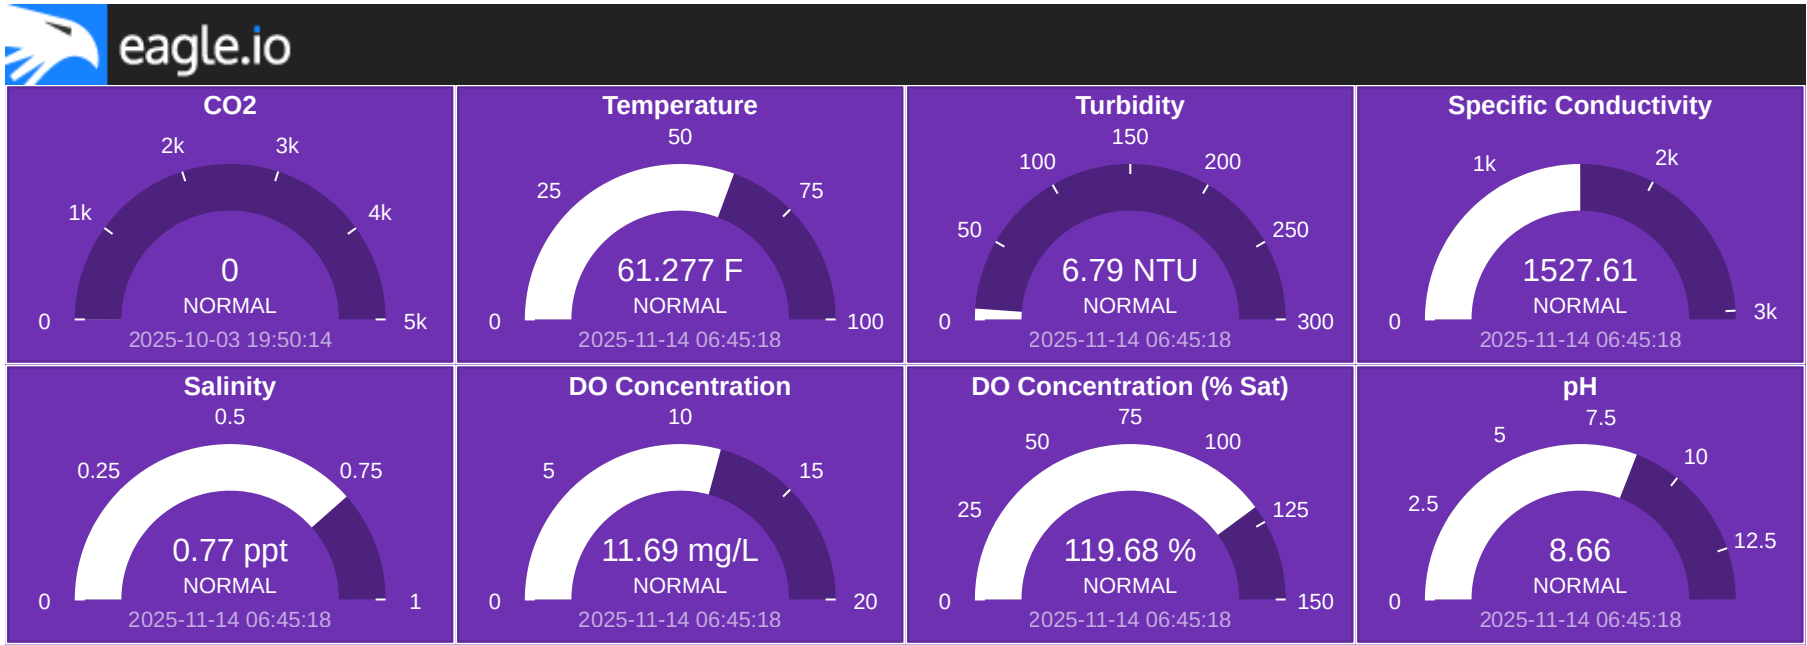 eagle.io
CO2
0
1k
2k
3k
4k
5k
0
NORMAL
2025-10-03 19:50:14
Temperature
0
25
50
75
100
61.277 F
NORMAL
2025-11-14 06:45:18
Turbidity
0
50
100
150
200
250
300
6.79 NTU
NORMAL
2025-11-14 06:45:18
Specific Conductivity
0
1k
2k
3k
1527.61
NORMAL
2025-11-14 06:45:18
Salinity
0
0.25
0.5
0.75
1
0.77 ppt
NORMAL
2025-11-14 06:45:18
DO Concentration
0
5
10
15
20
11.69 mg/L
NORMAL
2025-11-14 06:45:18
DO Concentration (% Sat)
0
25
50
75
100
125
150
119.68 %
NORMAL
2025-11-14 06:45:18
pH
0
2.5
5
7.5
10
12.5
8.66
NORMAL
2025-11-14 06:45:18